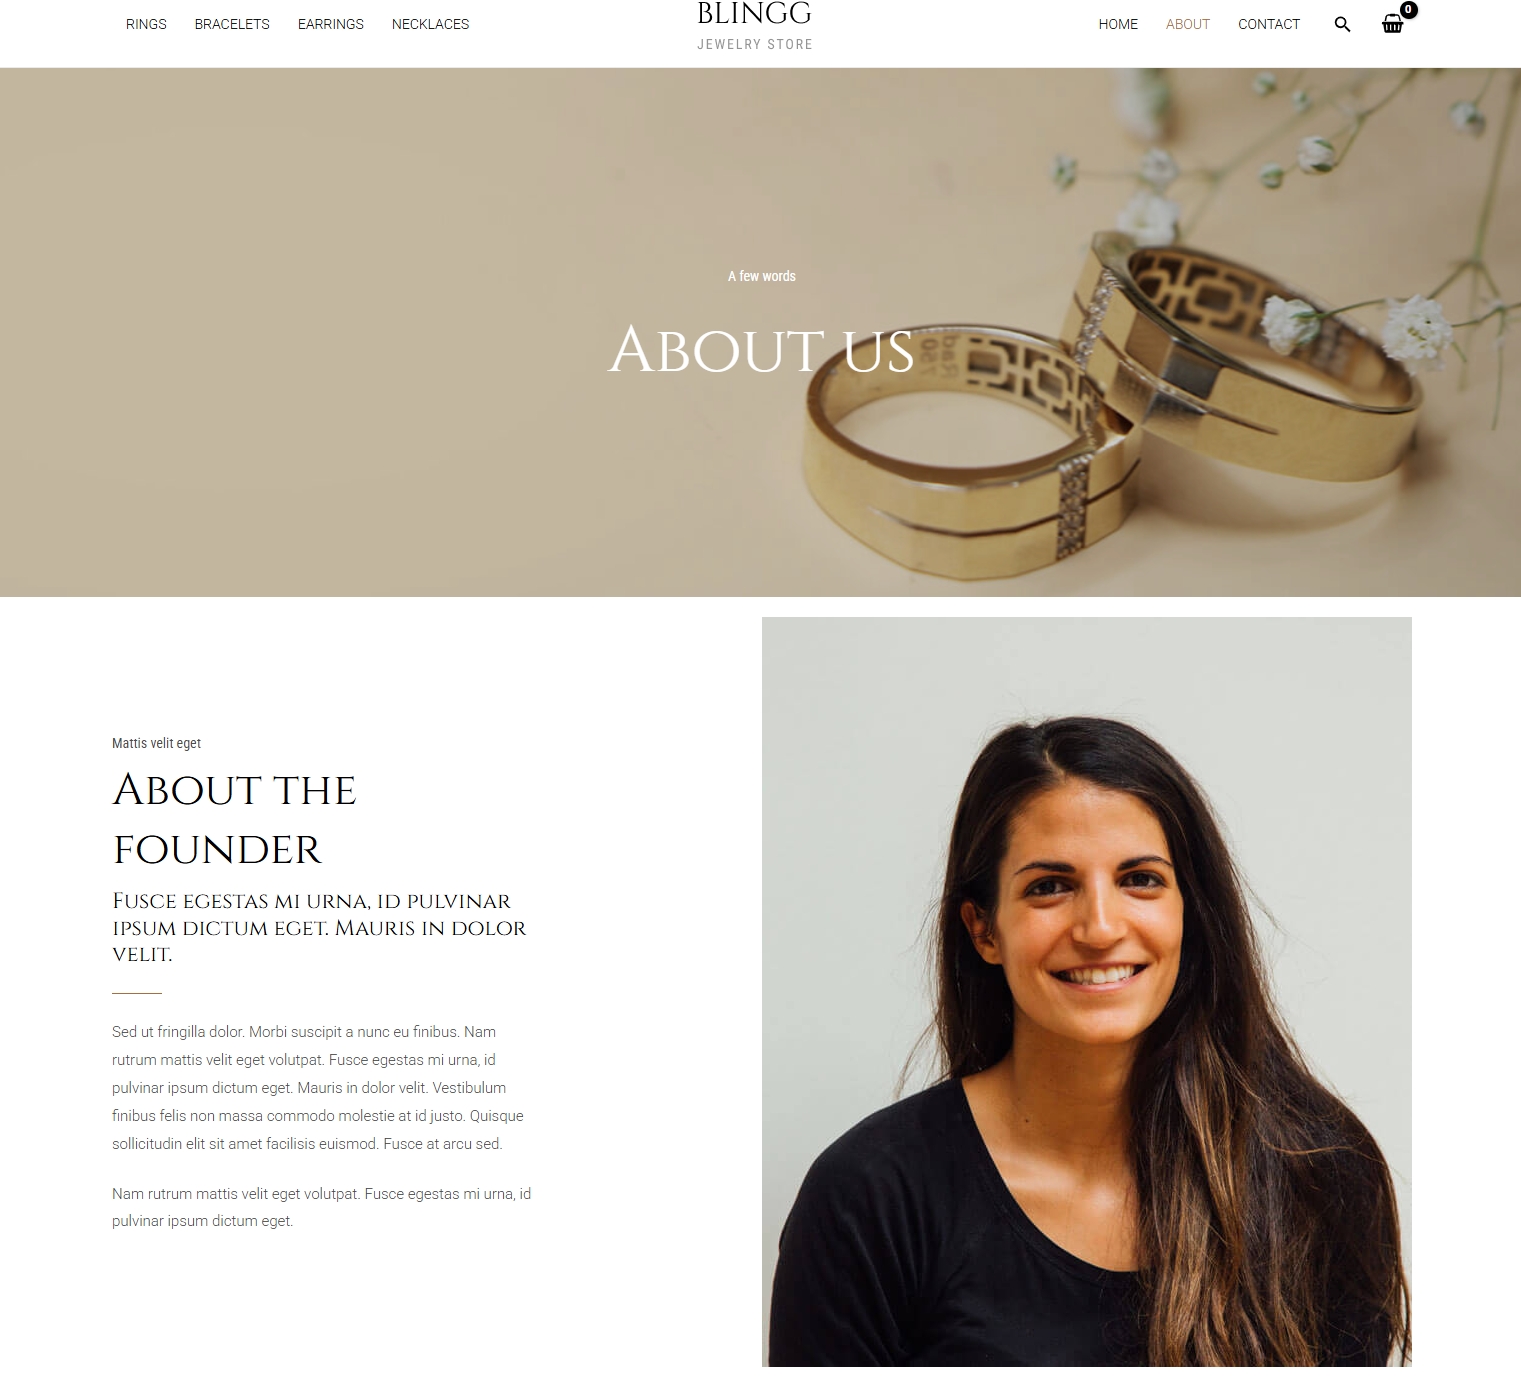 RINGS BRACELETS EARRINGS NECKLACES
BLINGG
JEWELRY STORE
HOME ABOUT CONTACT
0
A few words
About us
Mattis velit eget
About the
founder
Fusce egestas mi urna, id pulvinar
ipsum dictum eget. Mauris in dolor
velit.
Sed ut fringilla dolor. Morbi suscipit a nunc eu finibus. Nam
rutrum mattis velit eget volutpat. Fusce egestas mi urna, id
pulvinar ipsum dictum eget. Mauris in dolor velit. Vestibulum
finibus felis non massa commodo molestie at id justo. Quisque
sollicitudin elit sit amet facilisis euismod. Fusce at arcu sed.
Nam rutrum mattis velit eget volutpat. Fusce egestas mi urna, id
pulvinar ipsum dictum eget.